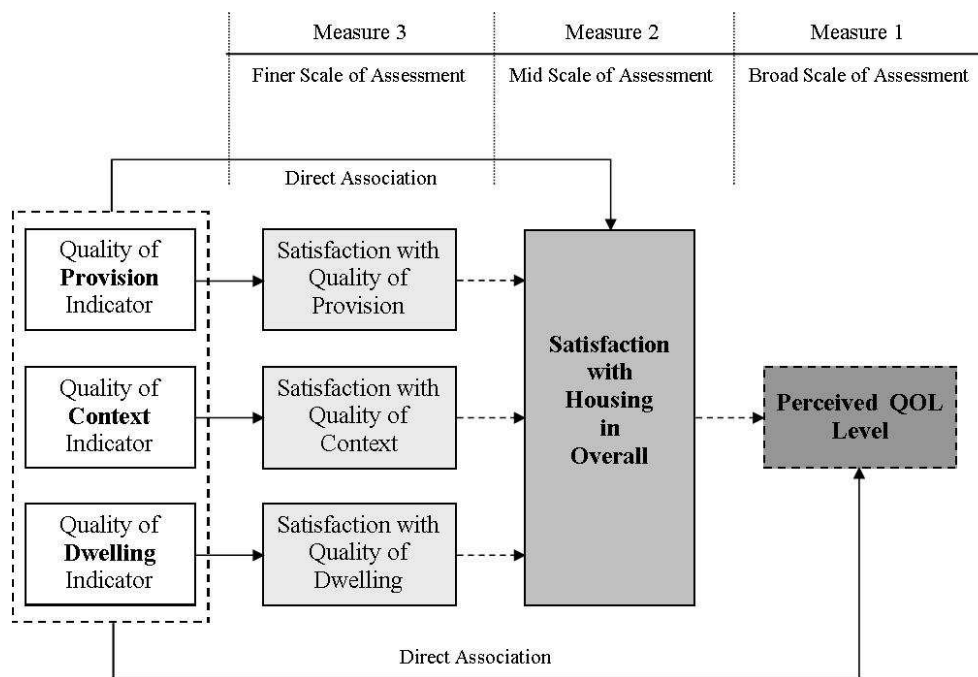 Measure 3
Measure 2
Measure 1
Finer Scale of Assessment
Mid Scale of Assessment
Broad Scale of Assessment
Direct Association
Quality of
Provision
Indicator
Satisfaction with
Quality of
Provision
Quality of
Context
Indicator
Satisfaction with
Quality of
Context
Quality of
Dwelling
Indicator
Satisfaction with
Quality of
Dwelling
Satisfaction
with
Housing
in
Overall
Perceived QOL
Level
Direct Association